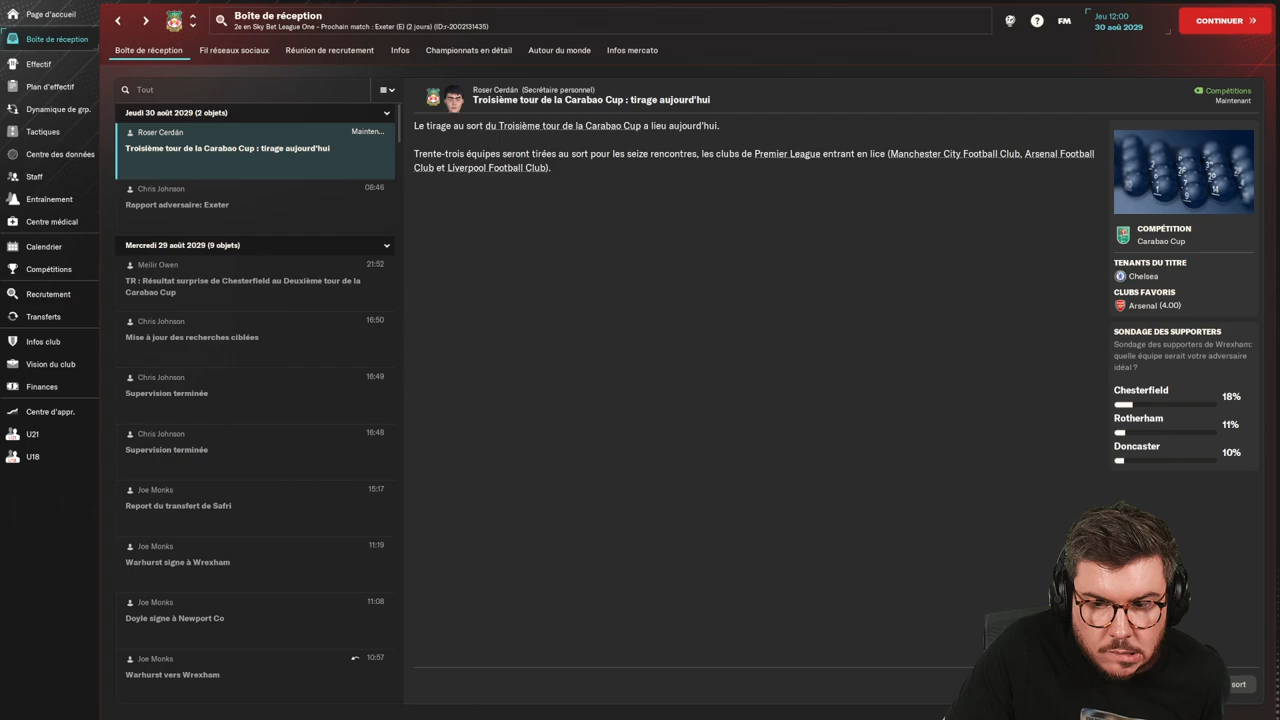 Page d'accueil
Boîte de réception
Effectif
Plan d'effectif
Dynamique de grp.
Tactiques
Centre des données
Staff
Entraînement
Centre médical
Calendrier
Compétitions
Recrutement
Transferts
Infos club
Vision du club
Finances
Centre d'appr.
U21
U18
Boîte de réception
2e en Sky Bet League One - Prochain match : Exeter (E) (2 jours) (ID:r-2002131435)
FM
Jeu 12:00
30 août 2029
CONTINUER
Boîte de réception
Fil réseaux sociaux
Réunion de recrutement
Infos
Championnats en détail
Autour du monde
Infos mercato
Tout
Jeudi 30 août 2029 (2 objets)
Roser Cerdán
Mainten...
Troisième tour de la Carabao Cup : tirage aujourd'hui
Chris Johnson
08:46
Rapport adversaire: Exeter
Mercredi 29 août 2029 (9 objets)
Meilir Owen
21:52
TR : Résultat surprise de Chesterfield au Deuxième tour de la
Carabao Cup
Chris Johnson
16:50
Mise à jour des recherches ciblées
Chris Johnson
16:49
Supervision terminée
Chris Johnson
16:48
Supervision terminée
Joe Monks
15:17
Report du transfert de Safri
Joe Monks
11:19
Warhurst signe à Wrexham
Joe Monks
11:08
Doyle signe à Newport Co
Joe Monks
10:57
Warhurst vers Wrexham
Roser Cerdán (Secrétaire personnel)
Troisième tour de la Carabao Cup : tirage aujourd'hui
Compétitions
Maintenant
Le tirage au sort du Troisième tour de la Carabao Cup a lieu aujourd'hui.
Trente-trois équipes seront tirées au sort pour les seize rencontres, les clubs de Premier League entrant en lice (Manchester City Football Club, Arsenal Football
Club et Liverpool Football Club).
COMPÉTITION
Carabao Cup
TENANTS DU TITRE
Chelsea
CLUBS FAVORIS
Arsenal (4.00)
SONDAGE DES SUPPORTERS
Sondage des supporters de Wrexham:
quelle équipe serait votre adversaire
idéal ?
Chesterfield
18%
Rotherham
11%
Doncaster
10%
sort